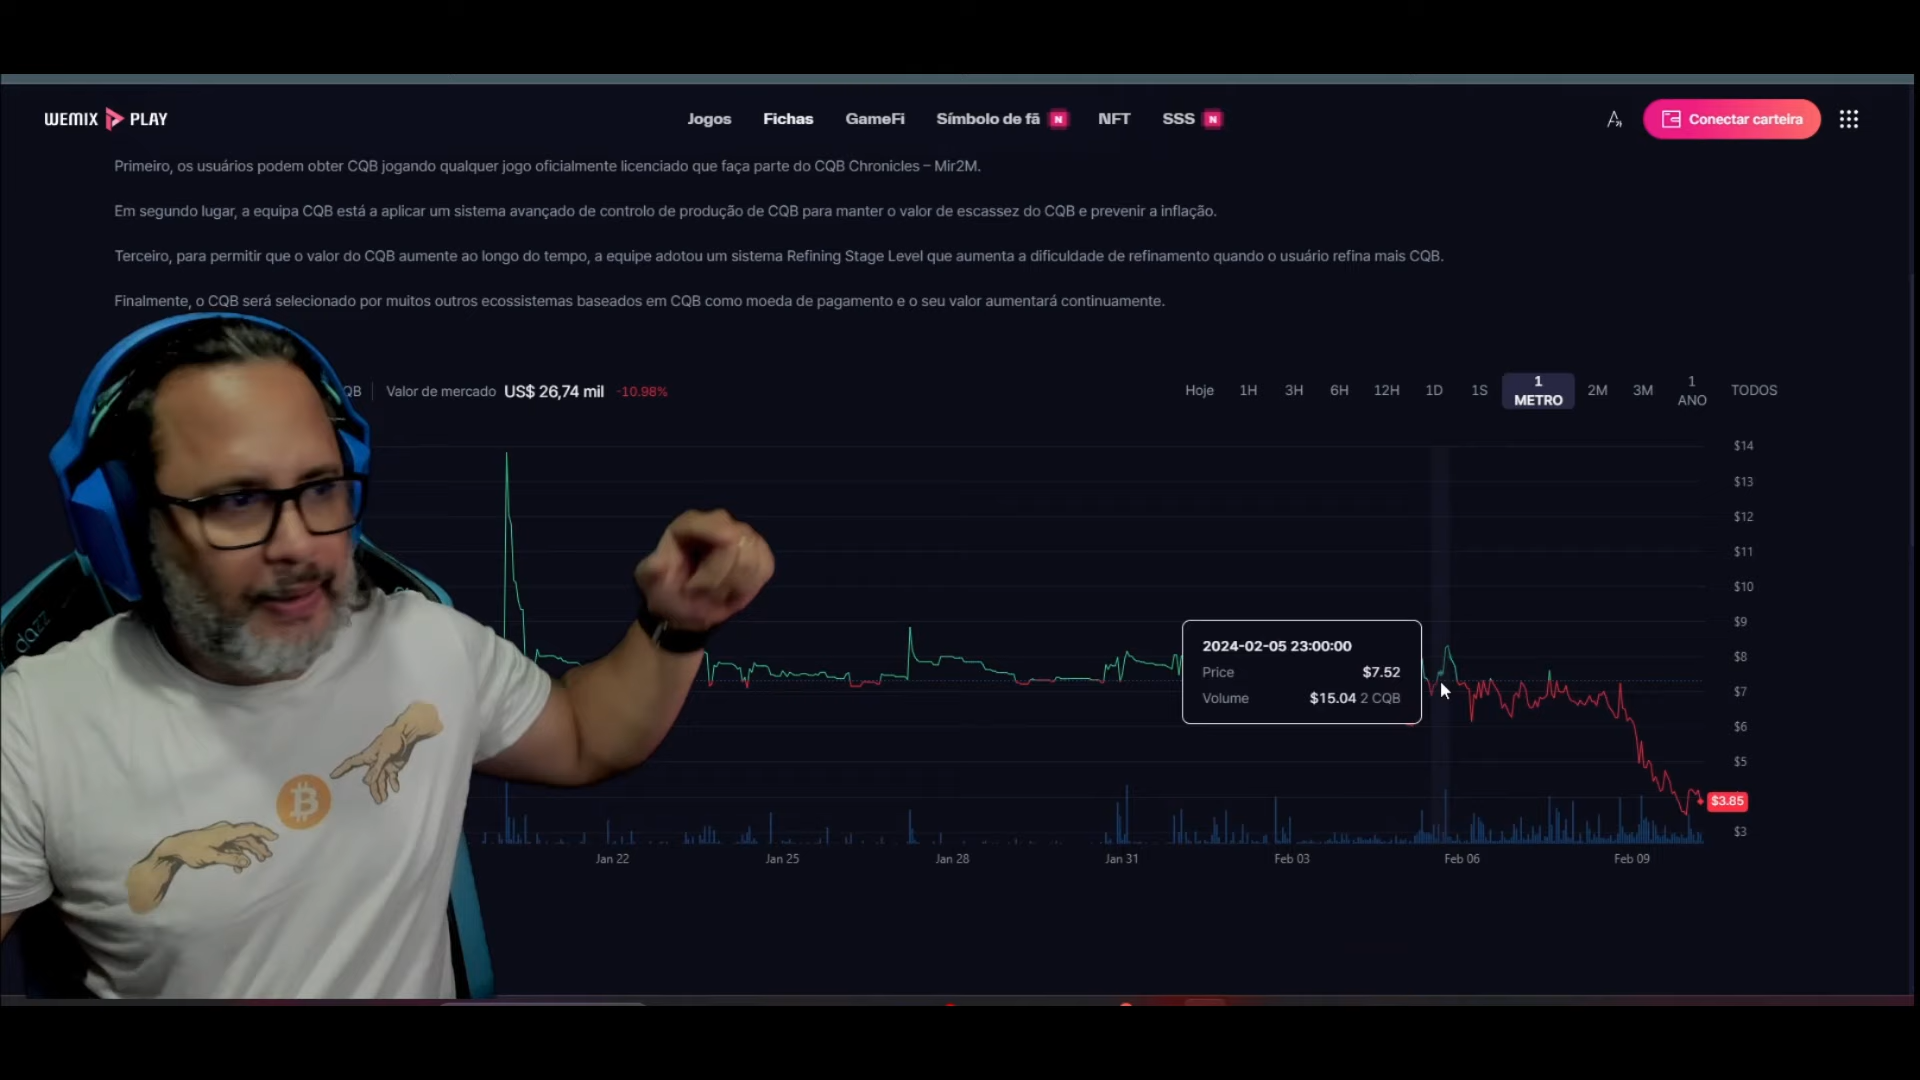 WEMIX PLAY
Jogos Fichas GameFi Símbolo de fã N NFT SSS N
Conectar carteira
Primeiro, os usuários podem obter CQB jogando qualquer jogo oficialmente licenciado que faça parte do CQB Chronicles – Mir2M.
Em segundo lugar, a equipa CQB está a aplicar um sistema avançado de controlo de produção de CQB para manter o valor de escassez do CQB e prevenir a inflação.
Terceiro, para permitir que o valor do CQB aumente ao longo do tempo, a equipe adotou um sistema Refining Stage Level que aumenta a dificuldade de refinamento quando o usuário refina mais CQB.
Finalmente, o CQB será selecionado por muitos outros ecossistemas baseados em CQB como moeda de pagamento e o seu valor aumentará continuamente.
QB Valor de mercado US$ 26,74 mil -10.98%
Hoje 1H 3H 6H 12H 1D 1S 1 METRO 2M 3M 1 ANO TODOS
$14
$13
$12
$11
$10
$9
$8
$7
$6
$5
$3.85
$3
2024-02-05 23:00:00
Price $7.52
Volume $15.04 2 CQB
Jan 22 Jan 25 Jan 28 Jan 31 Feb 03 Feb 06 Feb 09
dazz
B